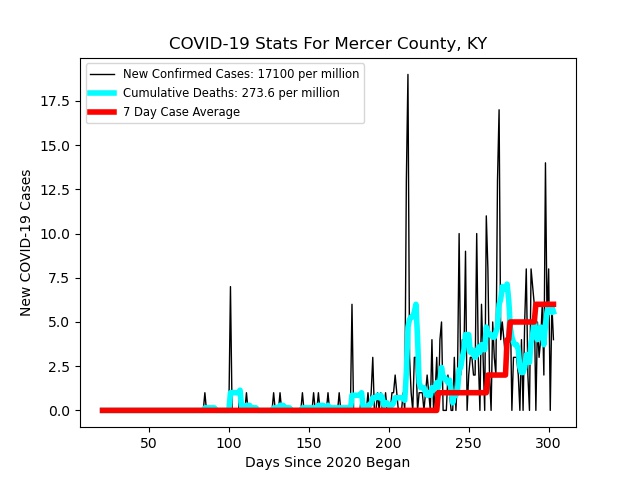 COVID-19 Stats For Mercer County, KY
New Confirmed Cases: 17100 per million
Cumulative Deaths: 273.6 per million
7 Day Case Average
New COVID-19 Cases
17.5
15.0
12.5
10.0
7.5
5.0
2.5
0.0
50 100 150 200 250 300
Days Since 2020 Began